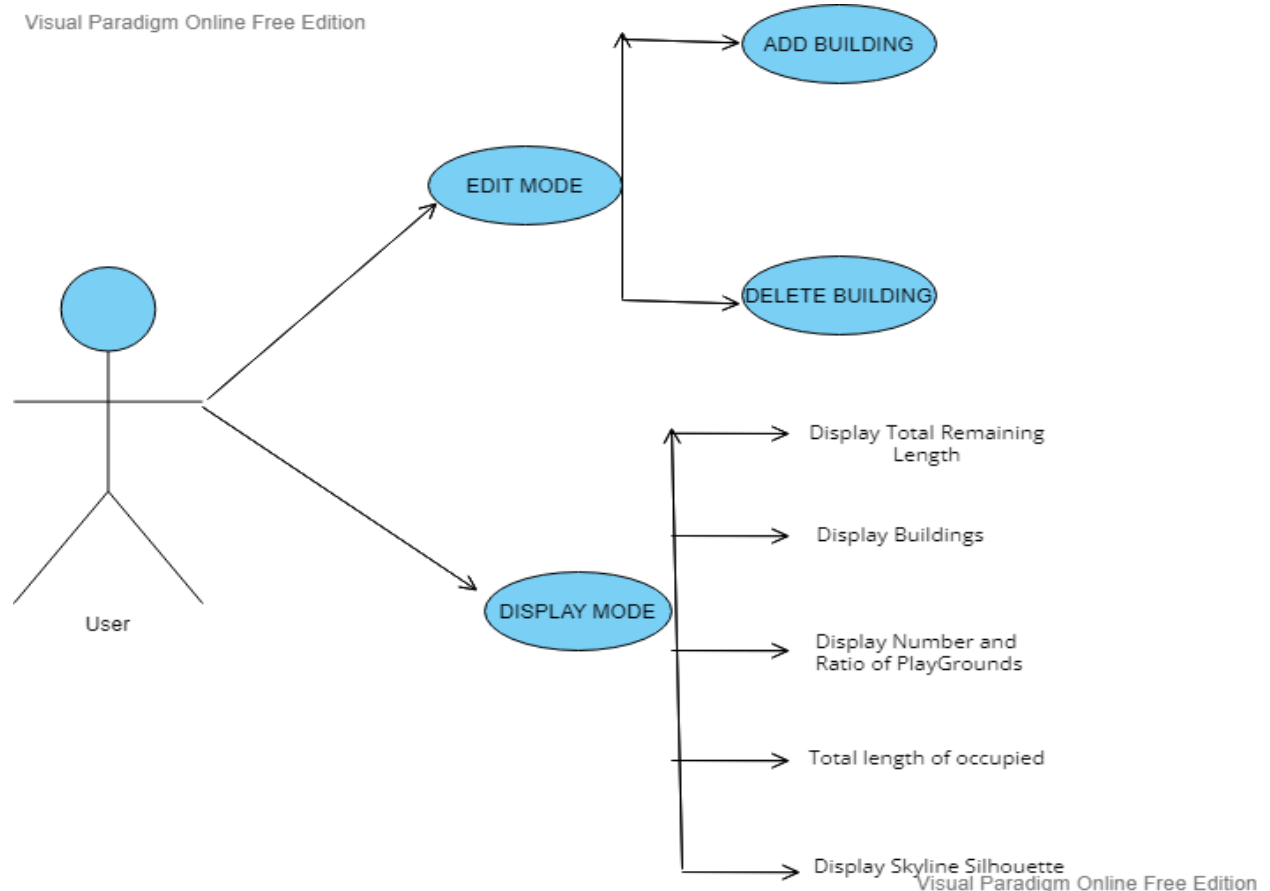 Visual Paradigm Online Free Edition
ADD BUILDING
EDIT MODE
DELETE BUILDING
Display Total Remaining
Length
Display Buildings
DISPLAY MODE
User
Display Number and
Ratio of PlayGrounds
Total length of occupied
Display Skyline Silhouette
Visual Paradigm Online Free Edition